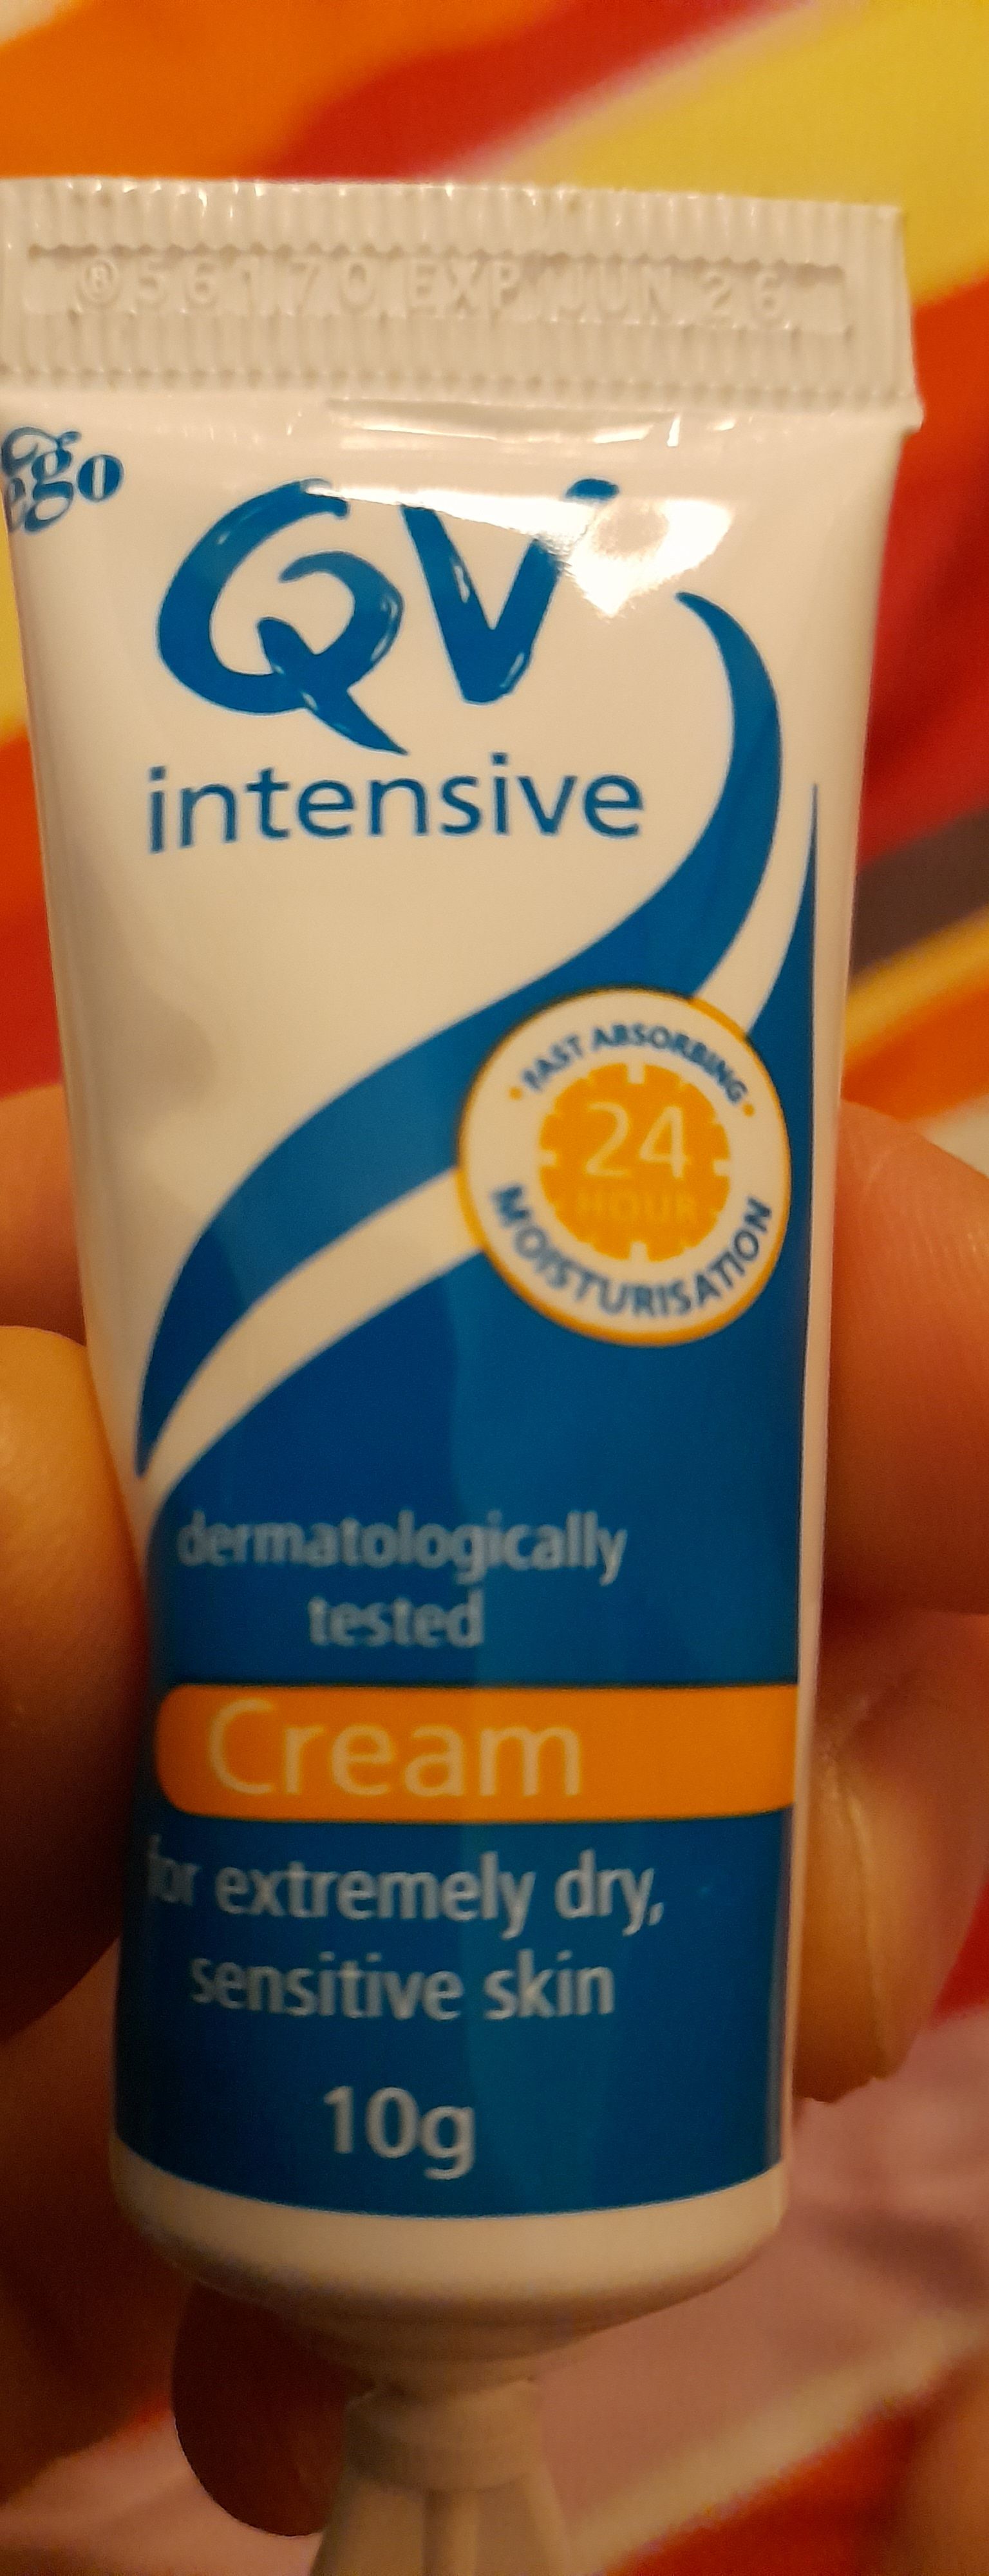 ®56170 EXP JUN 26
ego
QV
intensive
FAST ABSORBING
24
HOUR
MOISTURISATION
dermatologically
tested
Cream
for extremely dry,
sensitive skin
10g